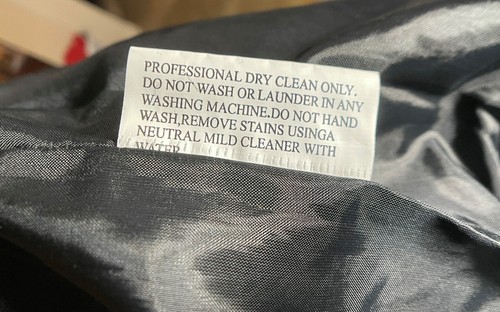 PROFESSIONAL DRY CLEAN ONLY.
DO NOT WASH OR LAUNDER IN ANY
WASHING MACHINE.DO NOT HAND
WASH,REMOVE STAINS USINGA
NEUTRAL MILD CLEANER WITH
WATER